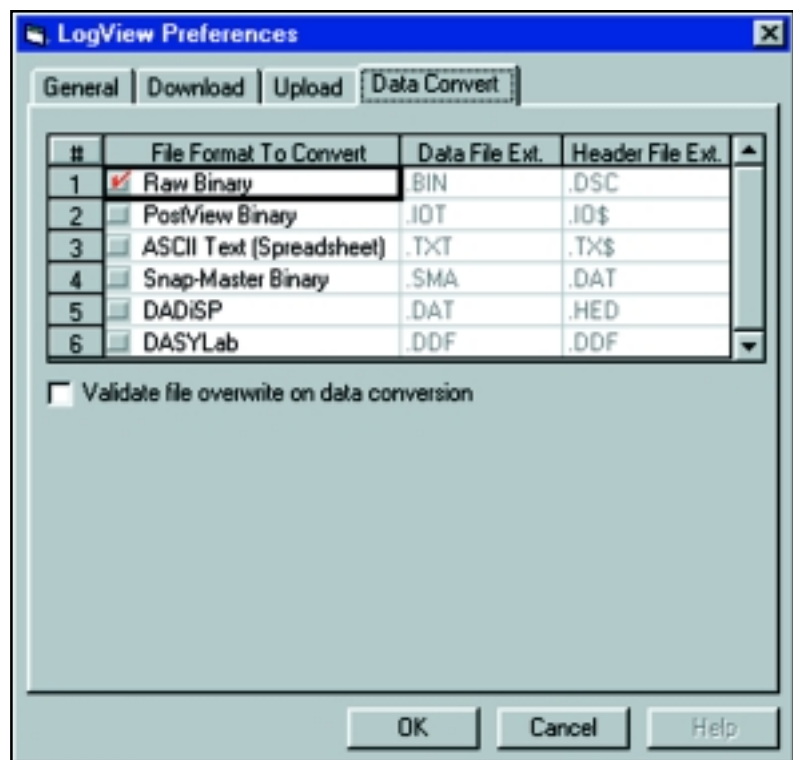 LogView Preferences
General Download Upload Data Convert
# File Format To Convert Data File Ext. Header File Ext.
1 Raw Binary .BIN .DSC
2 PostView Binary .IOT .IO$
3 ASCII Text (Spreadsheet) .TXT .TX$
4 Snap-Master Binary .SMA .DAT
5 DADiSP .DAT .HED
6 DASYLab .DDF .DDF
Validate file overwrite on data conversion
OK Cancel Help